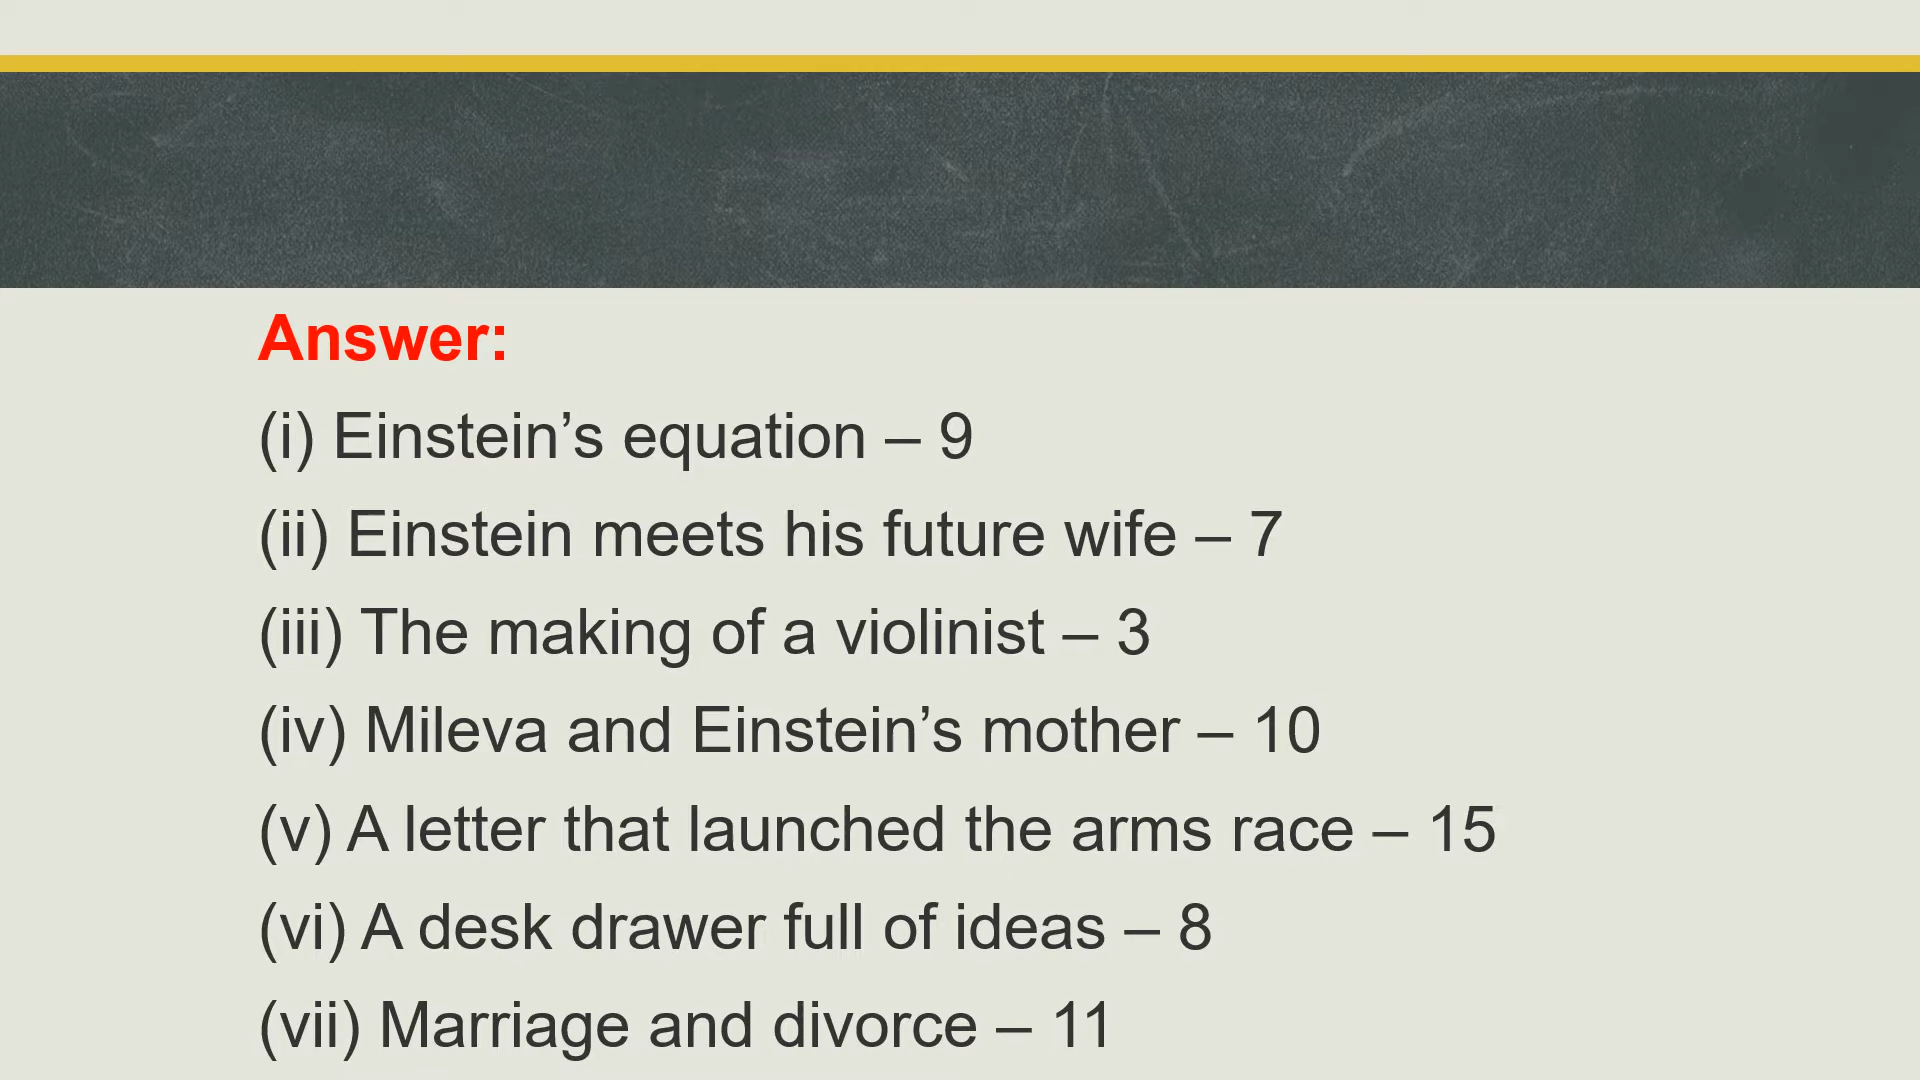 Answer:
(i) Einstein’s equation – 9
(ii) Einstein meets his future wife – 7
(iii) The making of a violinist – 3
(iv) Mileva and Einstein’s mother – 10
(v) A letter that launched the arms race – 15
(vi) A desk drawer full of ideas – 8
(vii) Marriage and divorce – 11